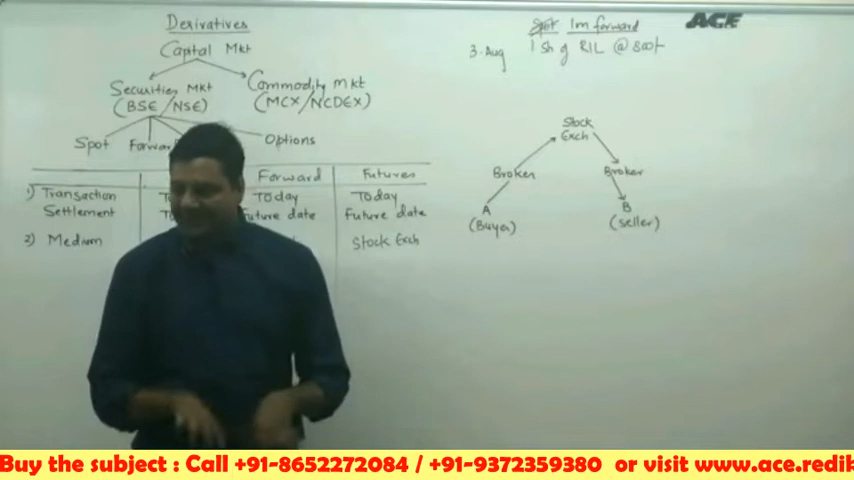 Derivatives
Capital Mkt
Securities Mkt
(BSE/NSE)
Commodity mkt
(MCX/NCDEX)
Spot Options
Forward Futures
1) Transaction Today Today
Settlement Future date Future date
2) Medium Stock Exch
Spot 1m forward
ACE
3-Aug 1 sh of RIL @ 800/-
Stock
Exch
Broker Broker
A B
(Buyer) (seller)
Buy the subject : Call +91-8652272084 / +91-9372359380 or visit www.ace.redik